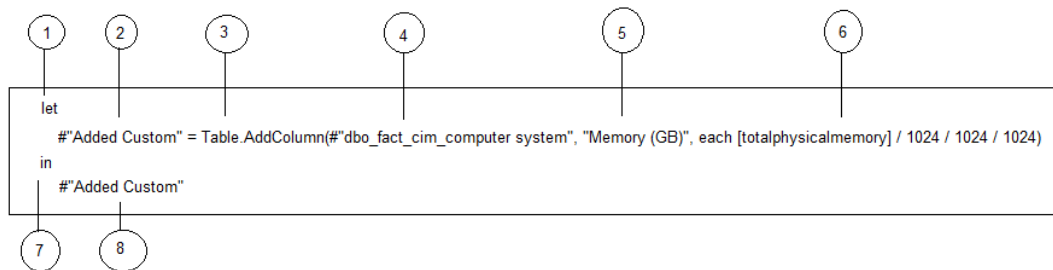 1 2 3 4 5 6
let
#"Added Custom" = Table.AddColumn(#"dbo_fact_cim_computer system", "Memory (GB)", each [totalphysicalmemory] / 1024 / 1024 / 1024)
in
#"Added Custom"
7 8